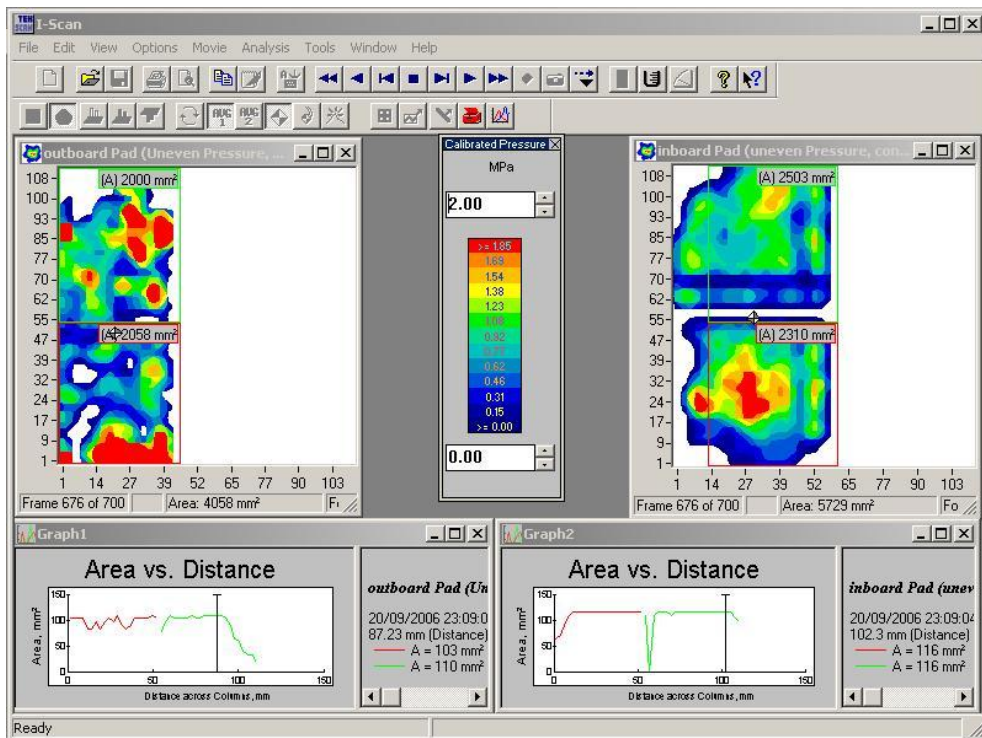 TEK SCAN I-Scan
File Edit View Options Movie Analysis Tools Window Help
AVG 1 AVG 2
outboard Pad (Uneven Pressure, ...
(A) 2000 mm²
108
100
93
85
77
70
62
55
(A) 2058 mm²
47
39
32
24
17
9
1
1 14 27 39 52 65 77 90 103
Frame 676 of 700 Area: 4058 mm²
Calibrated Pressure
MPa
2.00
>= 1.85
1.69
1.54
1.38
1.23
1.08
0.92
0.77
0.62
0.46
0.31
0.15
>= 0.00
0.00
inboard Pad (uneven Pressure, con...
(A) 2503 mm²
108
100
93
85
77
70
62
55
(A) 2310 mm²
47
39
32
24
17
9
1
1 14 27 39 52 65 77 90 103
Frame 676 of 700 Area: 5729 mm² Fo
Graph1
Area vs. Distance
Area, mm²
150
100
50
0
0 50 100 150
Distance across Columns, mm
outboard Pad (Un
20/09/2006 23:09:0
87.23 mm (Distance)
A = 103 mm²
A = 110 mm²
Graph2
Area vs. Distance
Area, mm²
150
100
50
0
0 50 100 150
Distance across Columns, mm
inboard Pad (unev
20/09/2006 23:09:04
102.3 mm (Distance)
A = 116 mm²
A = 116 mm²
Ready